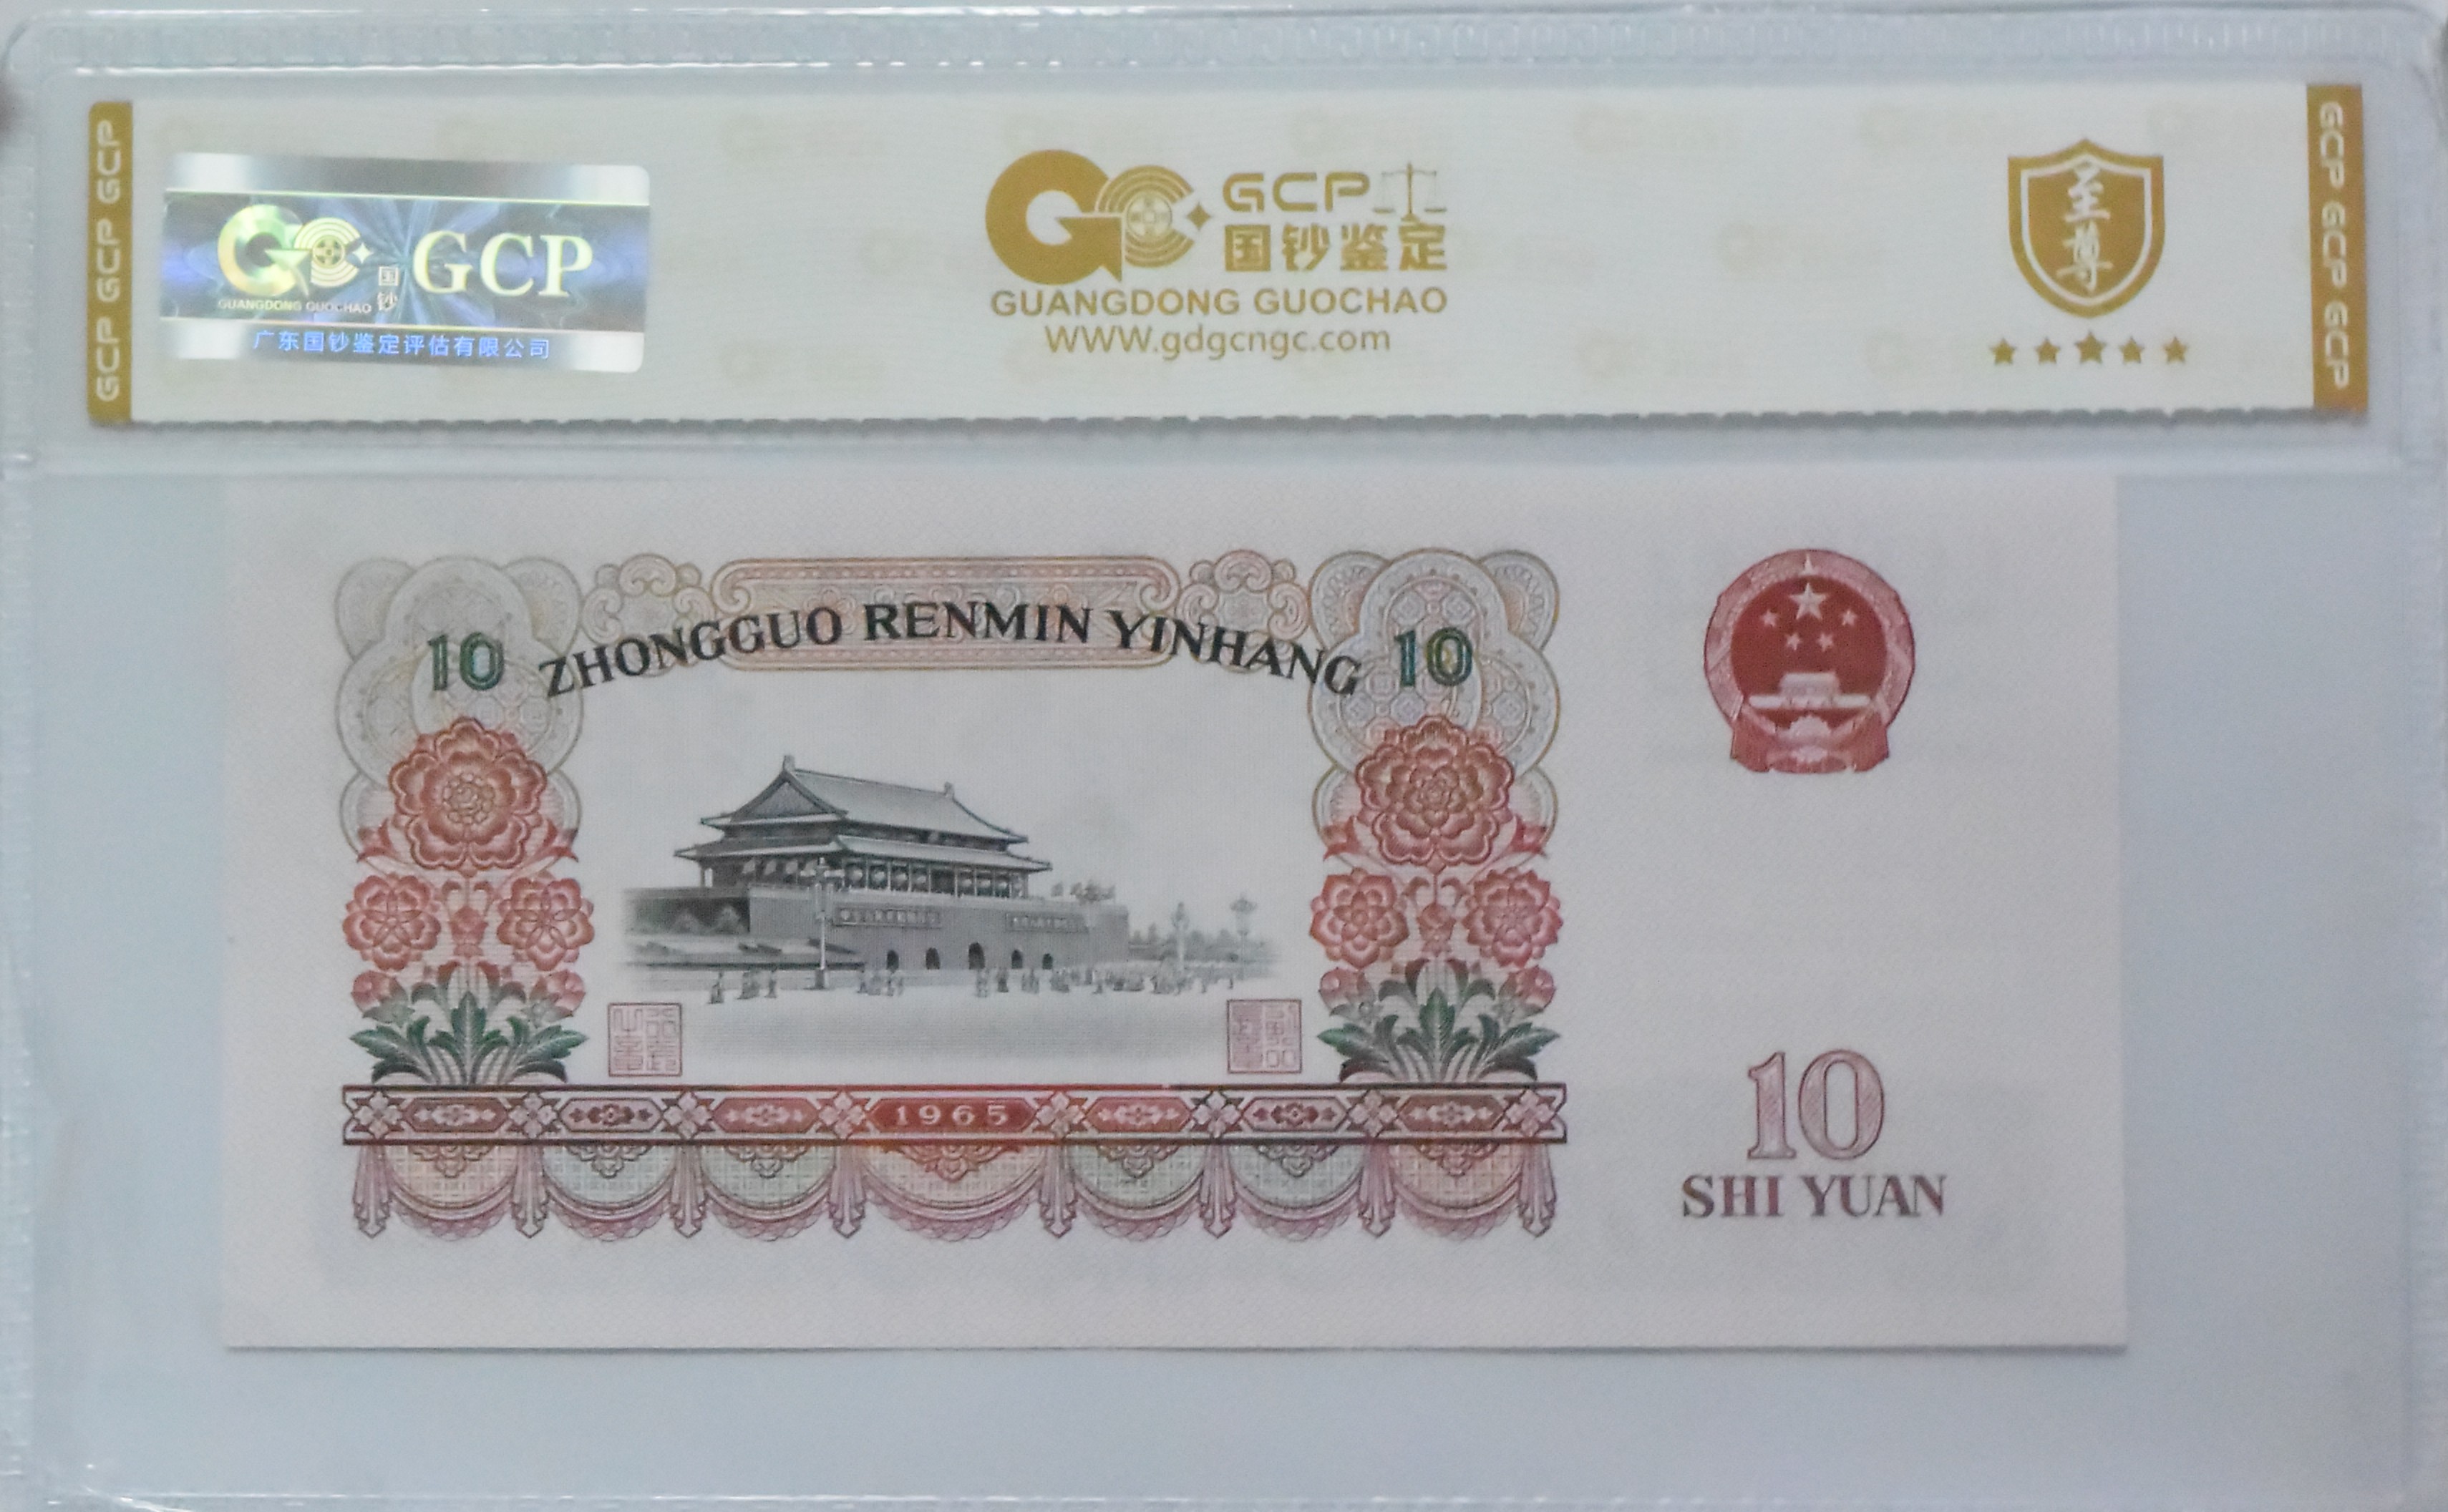 GCP GCP GCP
国钞
GCP
GUANGDONG GUOCHAO
广东国钞鉴定评估有限公司
GCP
国钞鉴定
GUANGDONG GUOCHAO
WWW.gdgcngc.com
至尊
GCP GCP GCP
ZHONGGUO RENMIN YINHANG
10
10
1965
10
SHI YUAN